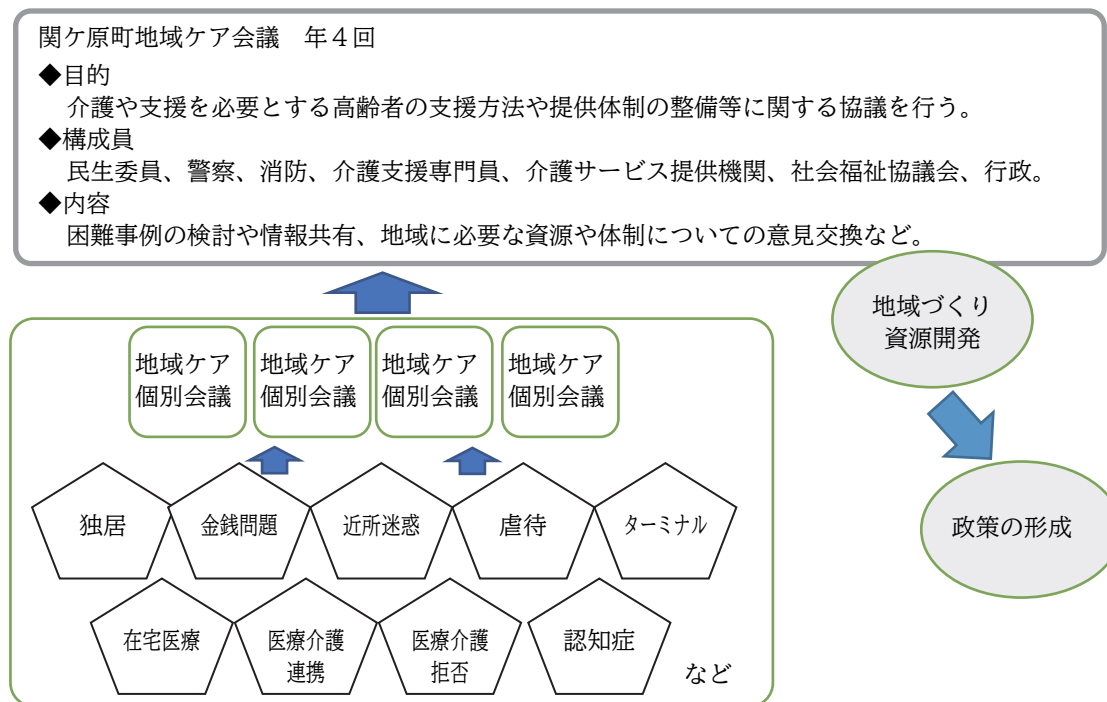 関ケ原町地域ケア会議　年４回
◆目的
介護や支援を必要とする高齢者の支援方法や提供体制の整備等に関する協議を行う。
◆構成員
民生委員、警察、消防、介護支援専門員、介護サービス提供機関、社会福祉協議会、行政。
◆内容
困難事例の検討や情報共有、地域に必要な資源や体制についての意見交換など。
地域づくり
資源開発
政策の形成
地域ケア
個別会議
地域ケア
個別会議
地域ケア
個別会議
地域ケア
個別会議
独居
金銭問題
近所迷惑
虐待
ターミナル
在宅医療
医療介護
連携
医療介護
拒否
認知症
など